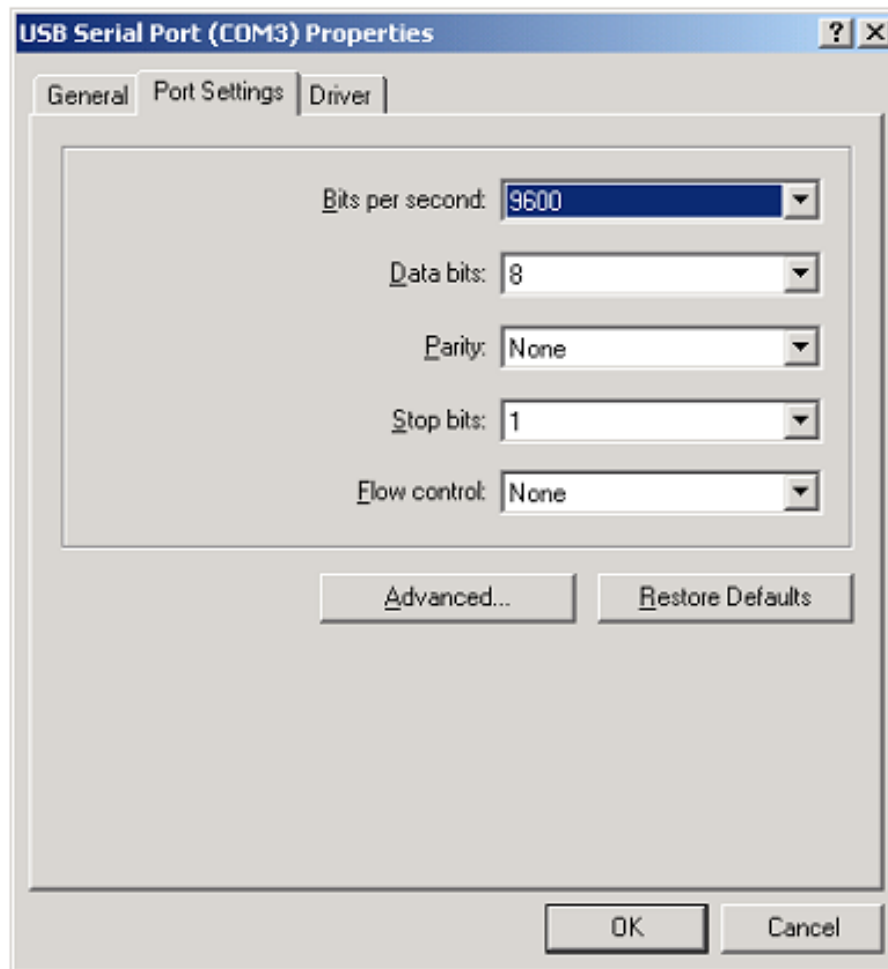 USB Serial Port (COM3) Properties
General Port Settings Driver
Bits per second: 9600
Data bits: 8
Parity: None
Stop bits: 1
Flow control: None
Advanced... Restore Defaults
OK Cancel